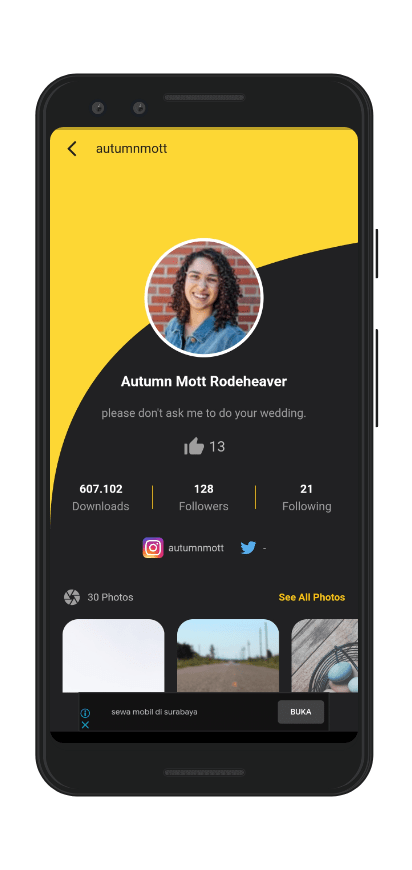 autumnmott
Autumn Mott Rodeheaver
please don't ask me to do your wedding.
13
607.102 128 21
Downloads Followers Following
autumnmott -
30 Photos See All Photos
sewa mobil di surabaya BUKA